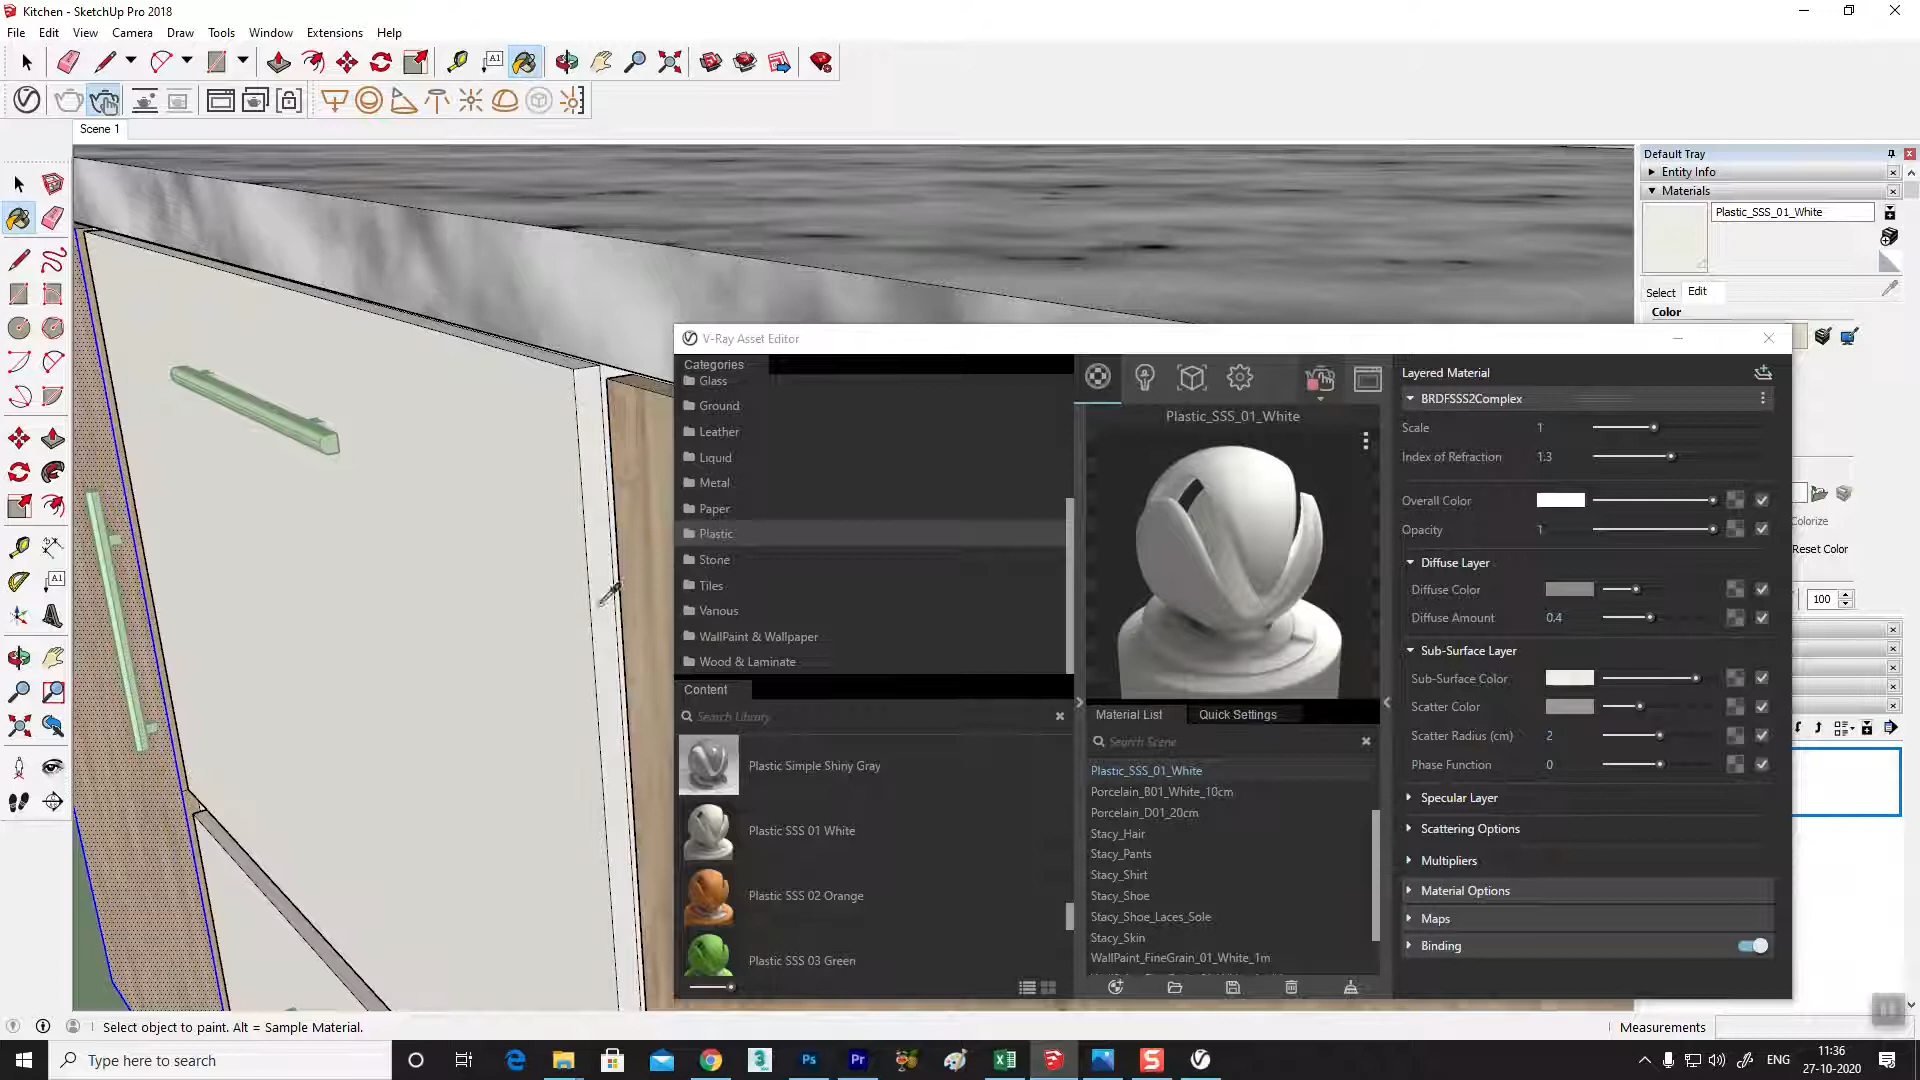 Kitchen - SketchUp Pro 2018
File Edit View Camera Draw Tools Window Extensions Help
A1
Scene 1
Default Tray
Entity Info
Materials
Plastic_SSS_01_White
Select Edit
Color
Colorize
Reset Color
100
A1
V-Ray Asset Editor
Categories
Glass
Ground
Leather
Liquid
Metal
Paper
Plastic
Stone
Tiles
Various
WallPaint & Wallpaper
Wood & Laminate
Content
Search Library
Plastic Simple Shiny Gray
Plastic SSS 01 White
Plastic SSS 02 Orange
Plastic SSS 03 Green
Plastic_SSS_01_White
Material List Quick Settings
Search Scene
Plastic_SSS_01_White
Porcelain_B01_White_10cm
Porcelain_D01_20cm
Stacy_Hair
Stacy_Pants
Stacy_Shirt
Stacy_Shoe
Stacy_Shoe_Laces_Sole
Stacy_Skin
WallPaint_FineGrain_01_White_1m
Layered Material
BRDFSSS2Complex
Scale 1
Index of Refraction 1.3
Overall Color
Opacity 1
Diffuse Layer
Diffuse Color
Diffuse Amount 0.4
Sub-Surface Layer
Sub-Surface Color
Scatter Color
Scatter Radius (cm) 2
Phase Function 0
Specular Layer
Scattering Options
Multipliers
Material Options
Maps
Binding
Select object to paint. Alt = Sample Material.
Measurements
Type here to search
3
Ps
Pr
S
ENG
11:36
27-10-2020